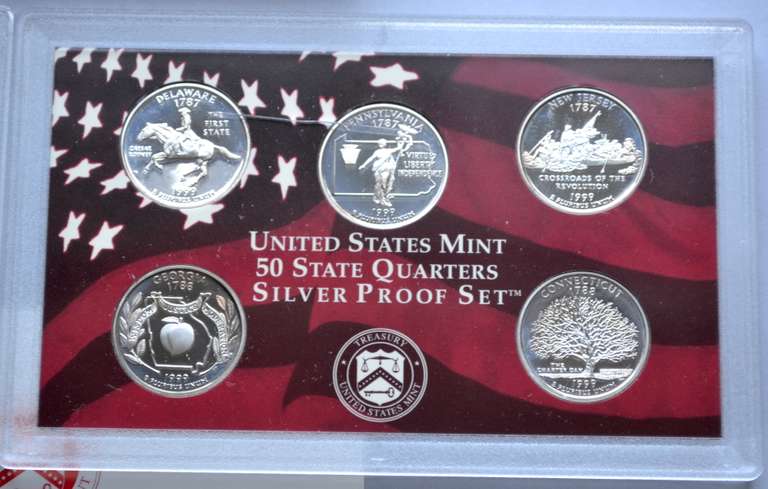 DELAWARE
1787
THE
FIRST
STATE
CAESAR
RODNEY
1999
E PLURIBUS UNUM
PENNSYLVANIA
1787
VIRTUE
LIBERTY
INDEPENDENCE
1999
E PLURIBUS UNUM
NEW JERSEY
1787
CROSSROADS OF THE
REVOLUTION
1999
E PLURIBUS UNUM
UNITED STATES MINT
50 STATE QUARTERS
SILVER PROOF SET™
GEORGIA
1788
1999
E PLURIBUS UNUM
TREASURY
UNITED STATES MINT
CONNECTICUT
1788
THE
CHARTER OAK
1999
E PLURIBUS UNUM